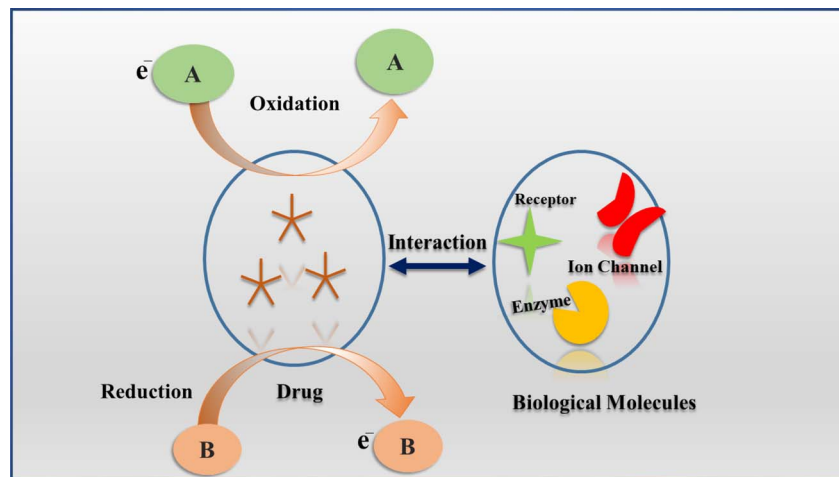 e⁻
A
A
Oxidation
Receptor
Interaction
Ion Channel
Enzyme
Reduction
Drug
Biological Molecules
B
e⁻
B